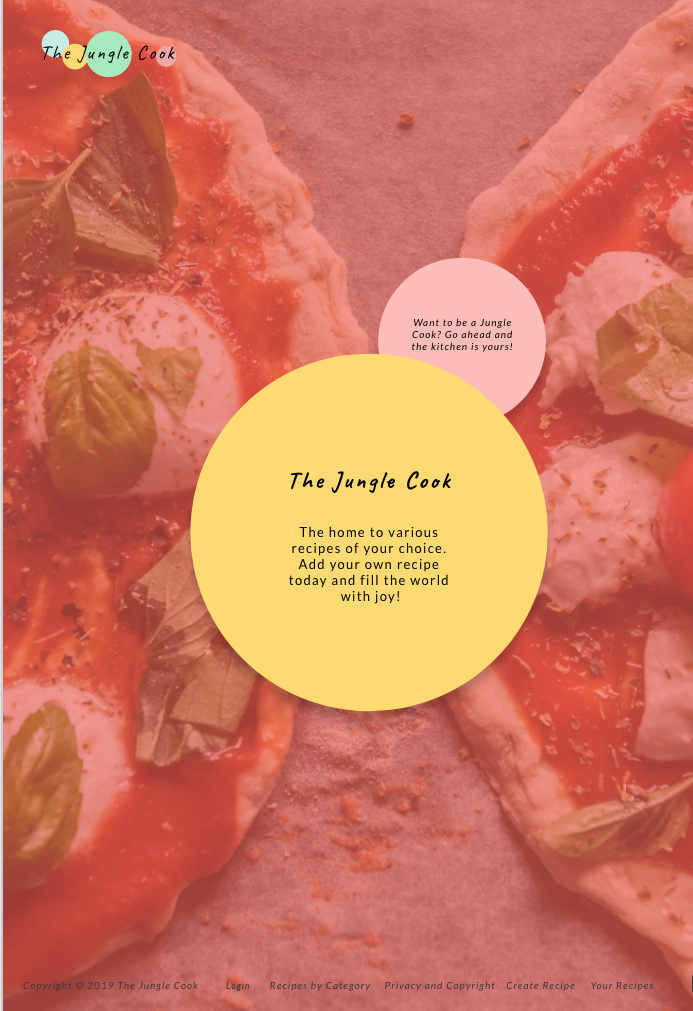 The Jungle Cook
Want to be a Jungle
Cook? Go ahead and
the kitchen is yours!
The Jungle Cook
The home to various
recipes of your choice.
Add your own recipe
today and fill the world
with joy!
Copyright © 2019 The Jungle Cook Login Recipes by Category Privacy and Copyright Create Recipe Your Recipes